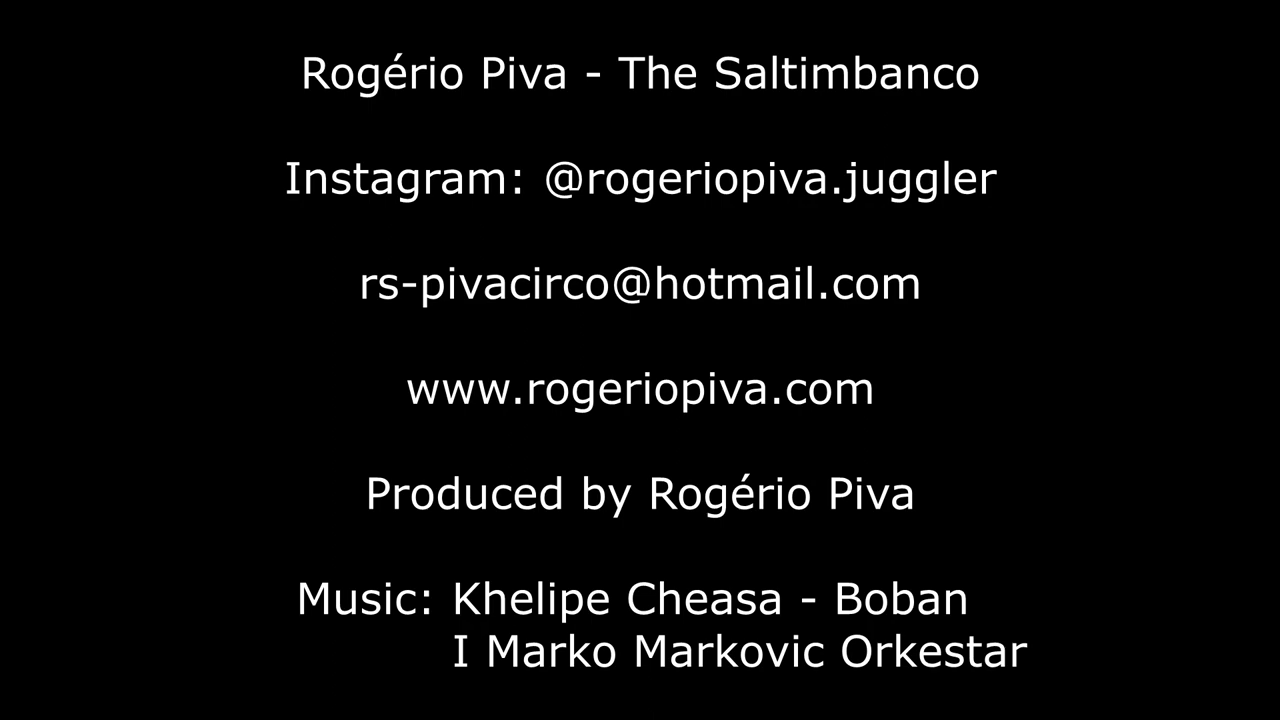 Rogério Piva - The Saltimbanco
Instagram: @rogeriopiva.juggler
rs-pivacirco@hotmail.com
www.rogeriopiva.com
Produced by Rogério Piva
Music: Khelipe Cheasa - Boban
I Marko Markovic Orkestar